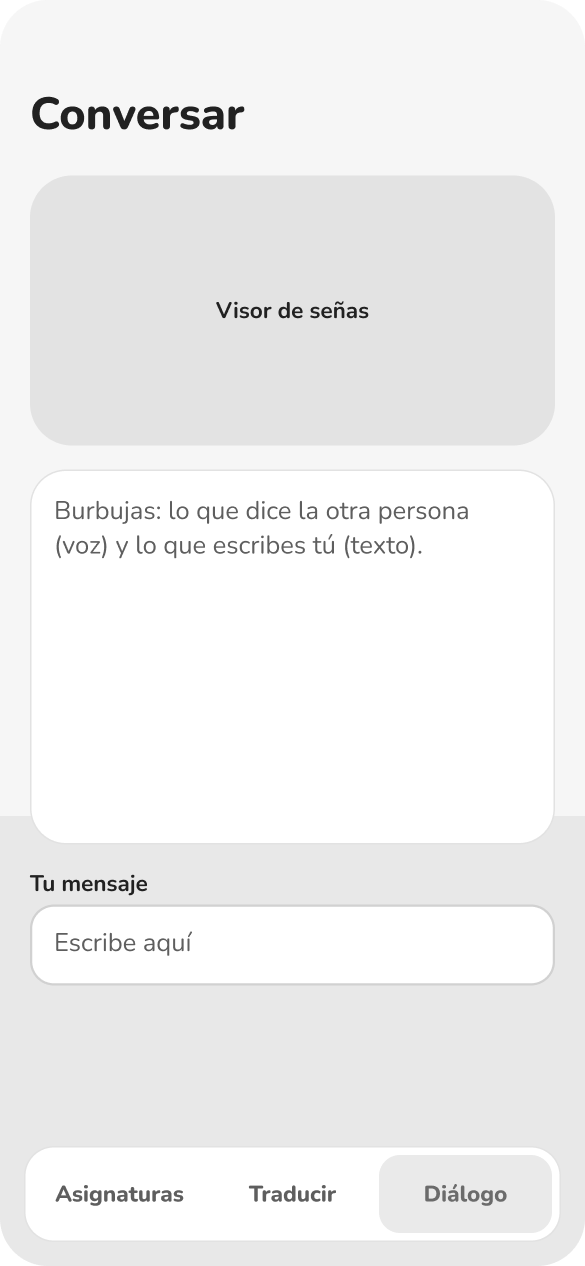 Conversar
Visor de señas
Burbujas: lo que dice la otra persona
(voz) y lo que escribes tú (texto).
Tu mensaje
Escribe aquí
Asignaturas
Traducir
Diálogo